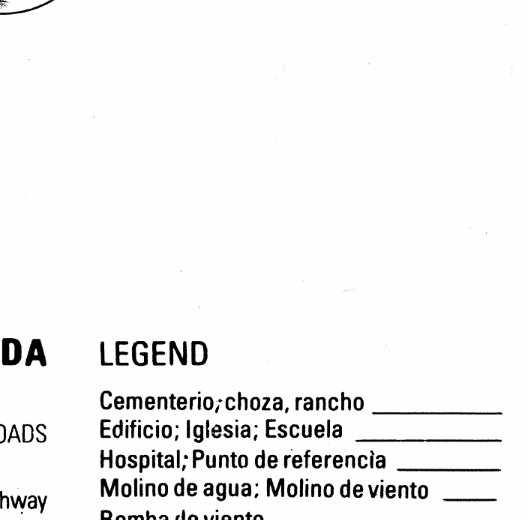 DA LEGEND
Cementerio; choza, rancho
OADS
Edificio; Iglesia; Escuela
Hospital; Punto de referencia
Molino de agua; Molino de viento
hway
Bomba de viento